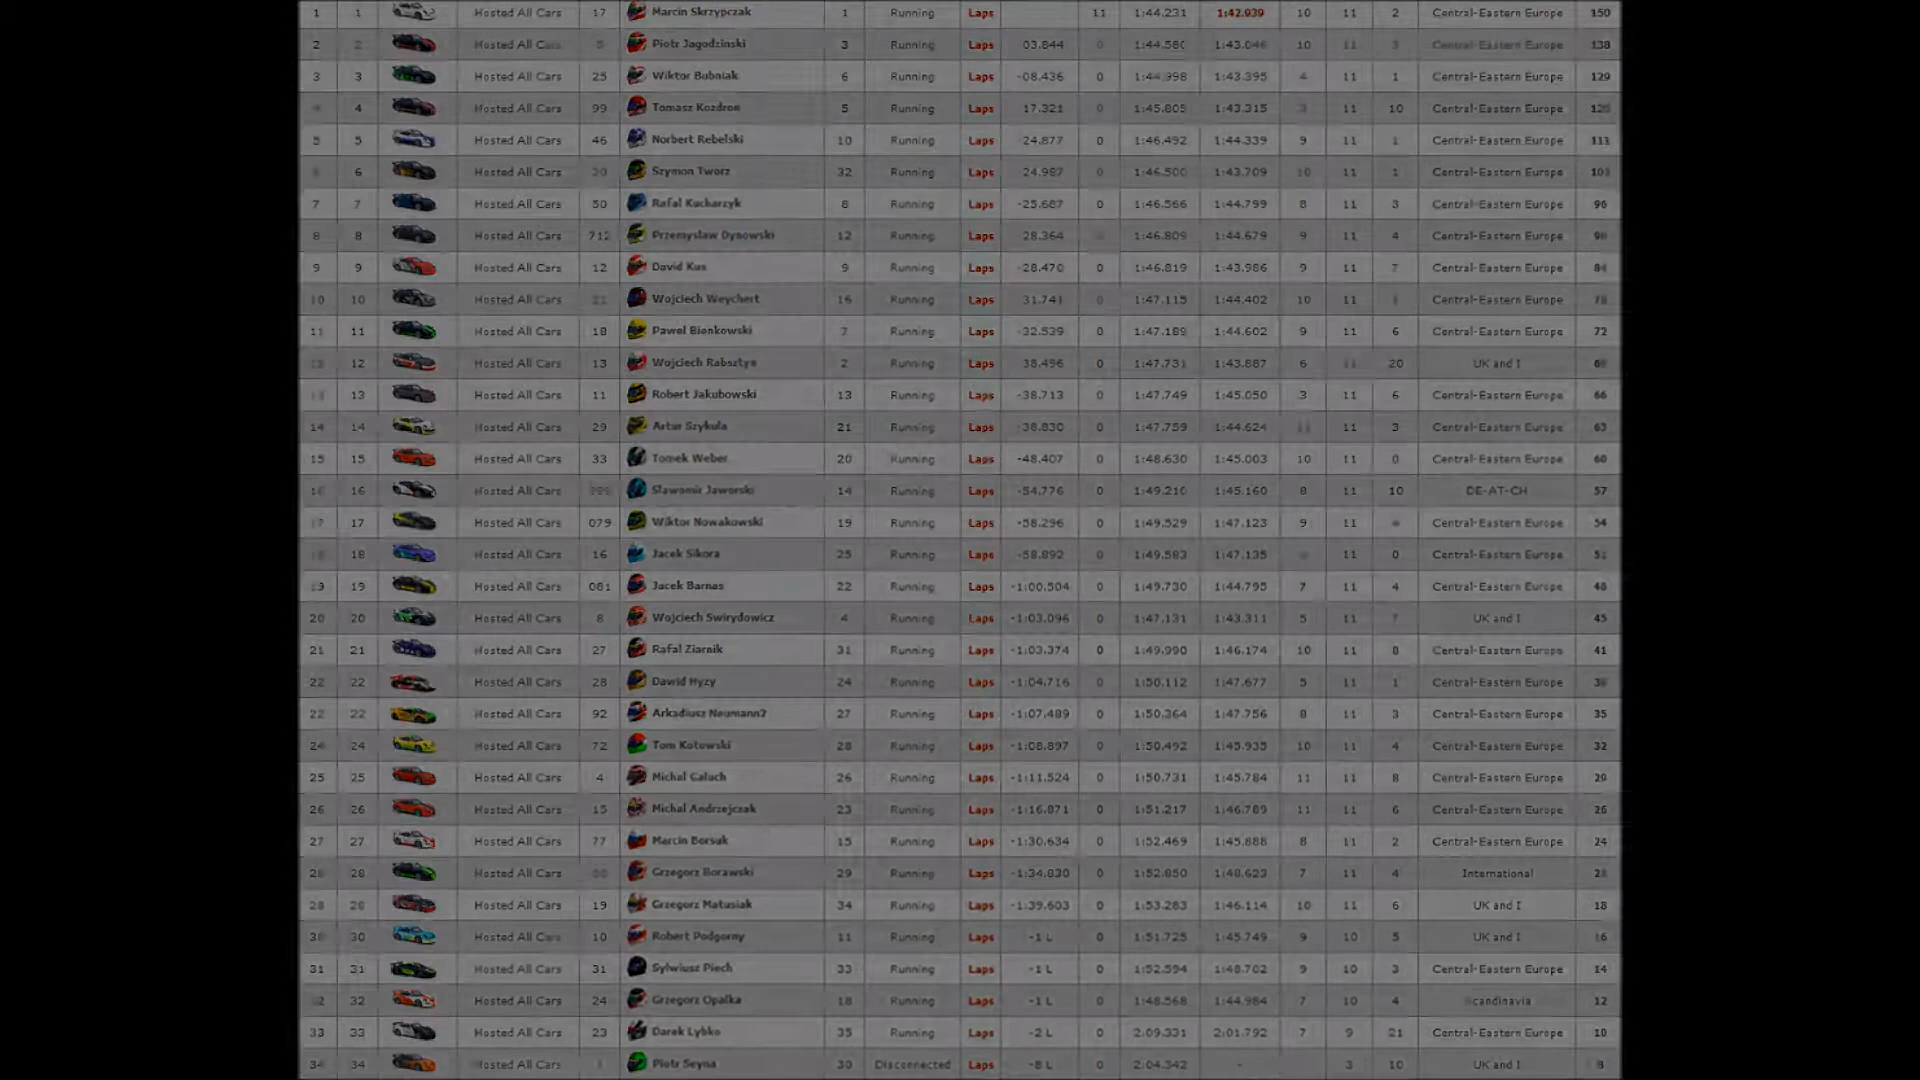 1 1 Hosted All Cars 17 Marcin Skrzypczak 1 Running Laps 11 1:44.231 1:42.939 10 11 2 Central-Eastern Europe 150
2 2 Hosted All Cars Piotr Jagodzinski 3 Running Laps 03.844 0 1:44.580 1:43.046 10 11 3 Central-Eastern Europe 138
3 3 Hosted All Cars 25 Wiktor Bubniak 6 Running Laps -08.436 0 1:44.998 1:43.395 4 11 1 Central-Eastern Europe 129
4 4 Hosted All Cars 99 Tomasz Kozdron 5 Running Laps 17.321 0 1:45.805 1:43.315 3 11 10 Central-Eastern Europe 120
5 5 Hosted All Cars 46 Norbert Rebelski 10 Running Laps -24.877 0 1:46.492 1:44.339 9 11 1 Central-Eastern Europe 111
6 Hosted All Cars 20 Szymon Tworz 32 Running Laps 24.987 0 1:46.500 1:43.709 10 11 1 Central-Eastern Europe
7 7 Hosted All Cars 50 Rafal Kucharzyk 8 Running Laps -25.687 0 1:46.566 1:44.799 8 11 3 Central-Eastern Europe 96
8 8 Hosted All Cars 712 Przemyslaw Dynowski 12 Running Laps 28.364 1:46.809 1:44.679 9 11 4 Central-Eastern Europe 90
9 9 Hosted All Cars 12 David Kus 9 Running Laps -28.470 0 1:46.819 1:43.986 9 11 7 Central-Eastern Europe 84
10 10 Hosted All Cars 21 Wojciech Weychert 16 Running Laps 31.741 0 1:47.115 1:44.402 10 11 Central-Eastern Europe 78
11 11 Hosted All Cars 18 Pawel Bienkowski 7 Running Laps -32.539 0 1:47.189 1:44.602 9 11 6 Central-Eastern Europe 72
12 Hosted All Cars 13 Wojciech Rabsztyn 2 Running Laps 38.496 0 1:47.731 1:43.887 6 11 20 UK and I
13 13 Hosted All Cars 11 Robert Jakubowski 13 Running Laps -38.713 0 1:47.749 1:45.050 3 11 6 Central-Eastern Europe 66
14 14 Hosted All Cars 29 Artur Szykula 21 Running Laps -38.830 0 1:47.759 1:44.624 11 11 3 Central-Eastern Europe 63
15 15 Hosted All Cars 33 Tomek Weber 20 Running Laps -48.407 0 1:48.630 1:45.003 10 11 0 Central-Eastern Europe 60
16 16 Hosted All Cars Slawomir Jaworski 14 Running Laps -54.776 0 1:49.210 1:45.160 8 11 10 DE-AT-CH 57
17 17 Hosted All Cars 079 Wiktor Nowakowski 19 Running Laps -58.296 0 1:49.529 1:47.123 9 11 Central-Eastern Europe 54
18 Hosted All Cars 16 Jacek Sikora 25 Running Laps -58.892 0 1:49.583 1:47.135 11 0 Central-Eastern Europe 51
19 19 Hosted All Cars 081 Jacek Barnas 22 Running Laps -1:00.504 0 1:49.730 1:44.795 7 11 4 Central-Eastern Europe 48
20 20 Hosted All Cars 8 Wojciech Swirydowicz 4 Running Laps -1:03.096 0 1:47.131 1:43.311 5 11 7 UK and I 45
21 21 Hosted All Cars 27 Rafal Ziarnik 31 Running Laps -1:03.374 0 1:49.990 1:46.174 10 11 8 Central-Eastern Europe 41
22 22 Hosted All Cars 28 Dawid Hyzy 24 Running Laps -1:04.716 0 1:50.112 1:47.677 5 11 1 Central-Eastern Europe 38
22 22 Hosted All Cars 92 Arkadiusz Neumann? 27 Running Laps -1:07.489 0 1:50.364 1:47.756 8 11 3 Central-Eastern Europe 35
24 24 Hosted All Cars 72 Tom Kotowski 28 Running Laps -1:08.897 0 1:50.492 1:45.935 10 11 4 Central-Eastern Europe 32
25 25 Hosted All Cars 4 Michal Galuch 26 Running Laps -1:11.524 0 1:50.731 1:45.784 11 11 8 Central-Eastern Europe 29
26 26 Hosted All Cars 15 Michal Andrzejczak 23 Running Laps -1:16.871 0 1:51.217 1:46.789 11 11 6 Central-Eastern Europe 26
27 27 Hosted All Cars 77 Marcin Borsuk 15 Running Laps -1:30.634 0 1:52.469 1:45.888 8 11 2 Central-Eastern Europe 24
28 28 Hosted All Cars Grzegorz Borawski 29 Running Laps -1:34.830 0 1:52.850 1:48.623 7 11 4 International
28 28 Hosted All Cars 19 Grzegorz Matusiak 34 Running Laps -1:39.603 0 1:53.283 1:46.114 10 11 6 UK and I 18
30 30 Hosted All Cars 10 Robert Podgorny 11 Running Laps -1 L 0 1:51.725 1:45.749 9 10 5 UK and I 16
31 31 Hosted All Cars 31 Sylwiusz Piech 33 Running Laps -1 L 0 1:52.594 1:48.702 9 10 3 Central-Eastern Europe 14
32 32 Hosted All Cars 24 Grzegorz Opalka 18 Running Laps -1 L 0 1:48.568 1:44.984 7 10 4 Scandinavia 12
33 33 Hosted All Cars 23 Darek Lybko 35 Running Laps -2 L 0 2:09.331 2:01.792 7 9 21 Central-Eastern Europe 10
34 34 Hosted All Cars Piotr Seyna 30 Disconnected Laps -8 L 0 2:04.342 - 3 10 UK and I 8